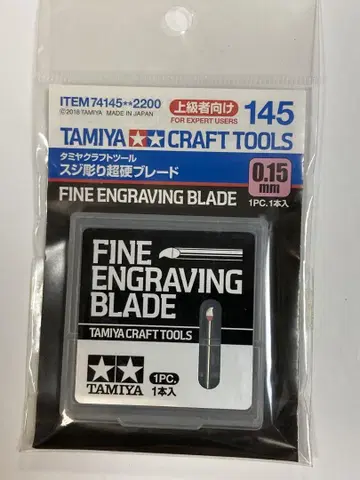 ITEM 74145★★2200
©2018 TAMIYA MADE IN JAPAN
上級者向け
FOR EXPERT USERS
145
TAMIYA ★★ CRAFT TOOLS
タミヤクラフトツール
スジ彫り超硬ブレード
0.15
mm
FINE ENGRAVING BLADE
1PC. 1本入
FINE
ENGRAVING
BLADE
TAMIYA CRAFT TOOLS
TAMIYA
1PC.
1本入